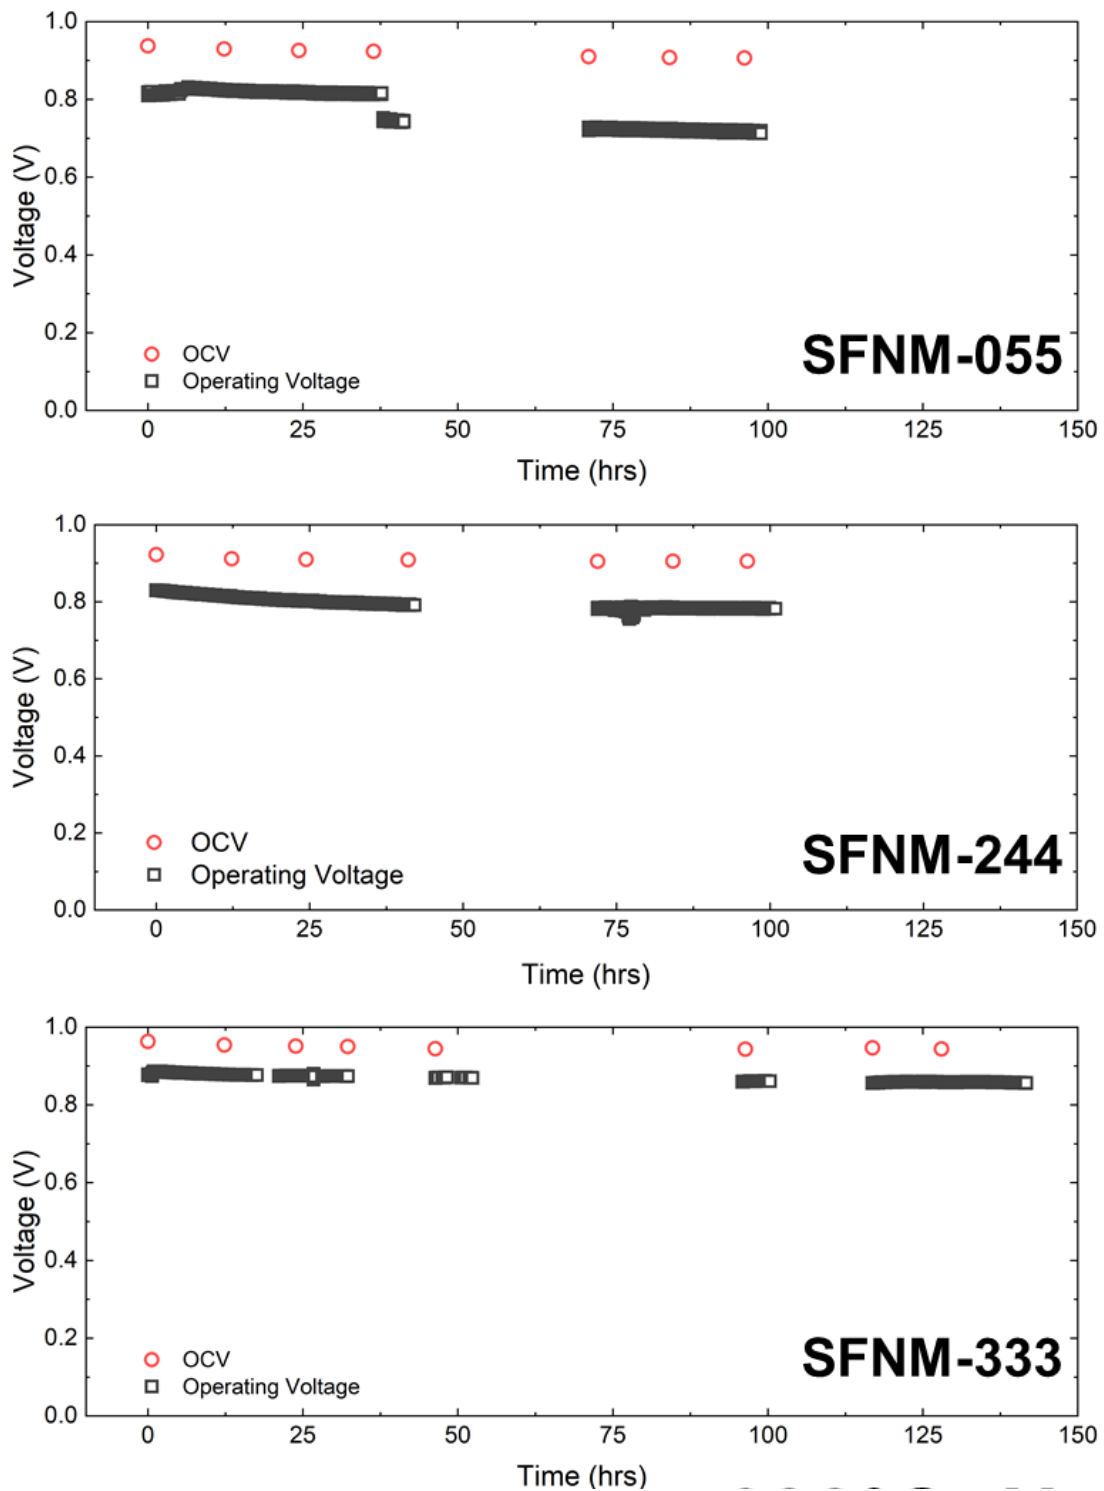 1.0
0.8
0.6
0.4
0.2
0.0
Voltage (V)
OCV
Operating Voltage
SFNM-055
0 25 50 75 100 125 150
Time (hrs)
1.0
0.8
0.6
0.4
0.2
0.0
Voltage (V)
OCV
Operating Voltage
SFNM-244
0 25 50 75 100 125 150
Time (hrs)
1.0
0.8
0.6
0.4
0.2
0.0
Voltage (V)
OCV
Operating Voltage
SFNM-333
0 25 50 75 100 125 150
Time (hrs)